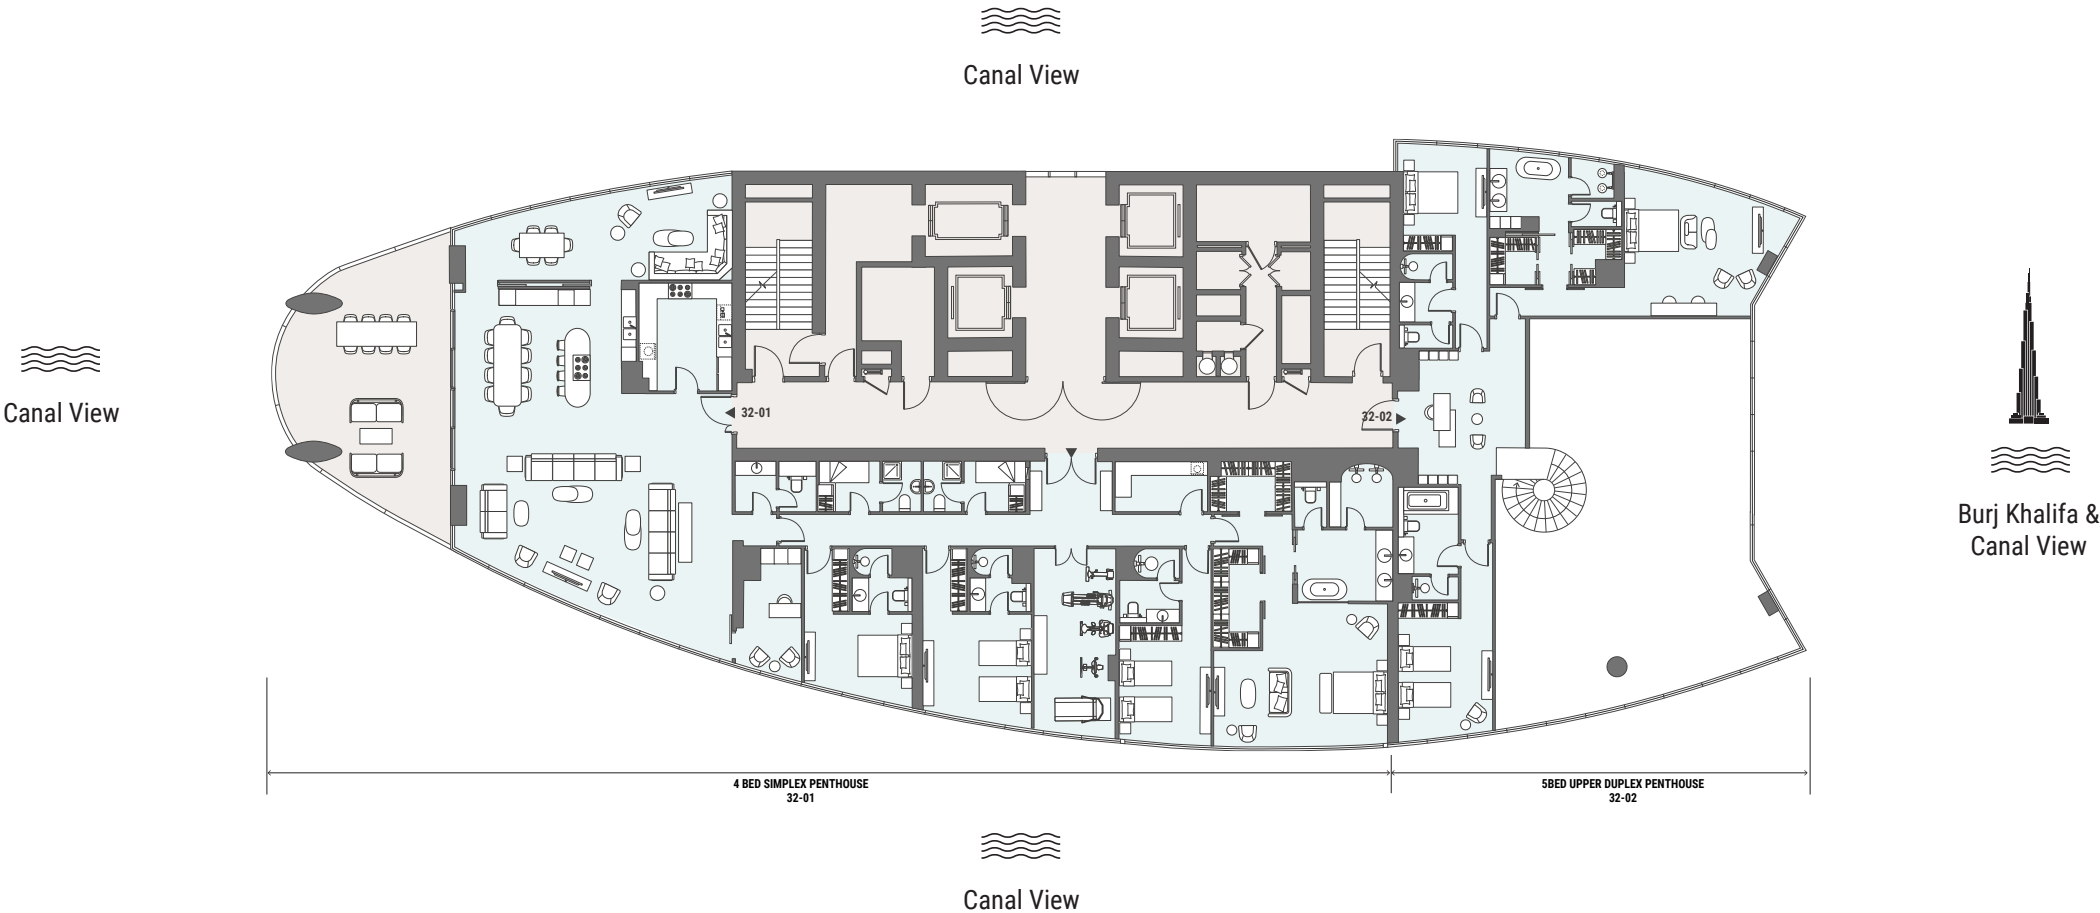 Canal View
Canal View
32-01
32-02
Burj Khalifa &
Canal View
4 BED SIMPLEX PENTHOUSE
32-01
5BED UPPER DUPLEX PENTHOUSE
32-02
Canal View